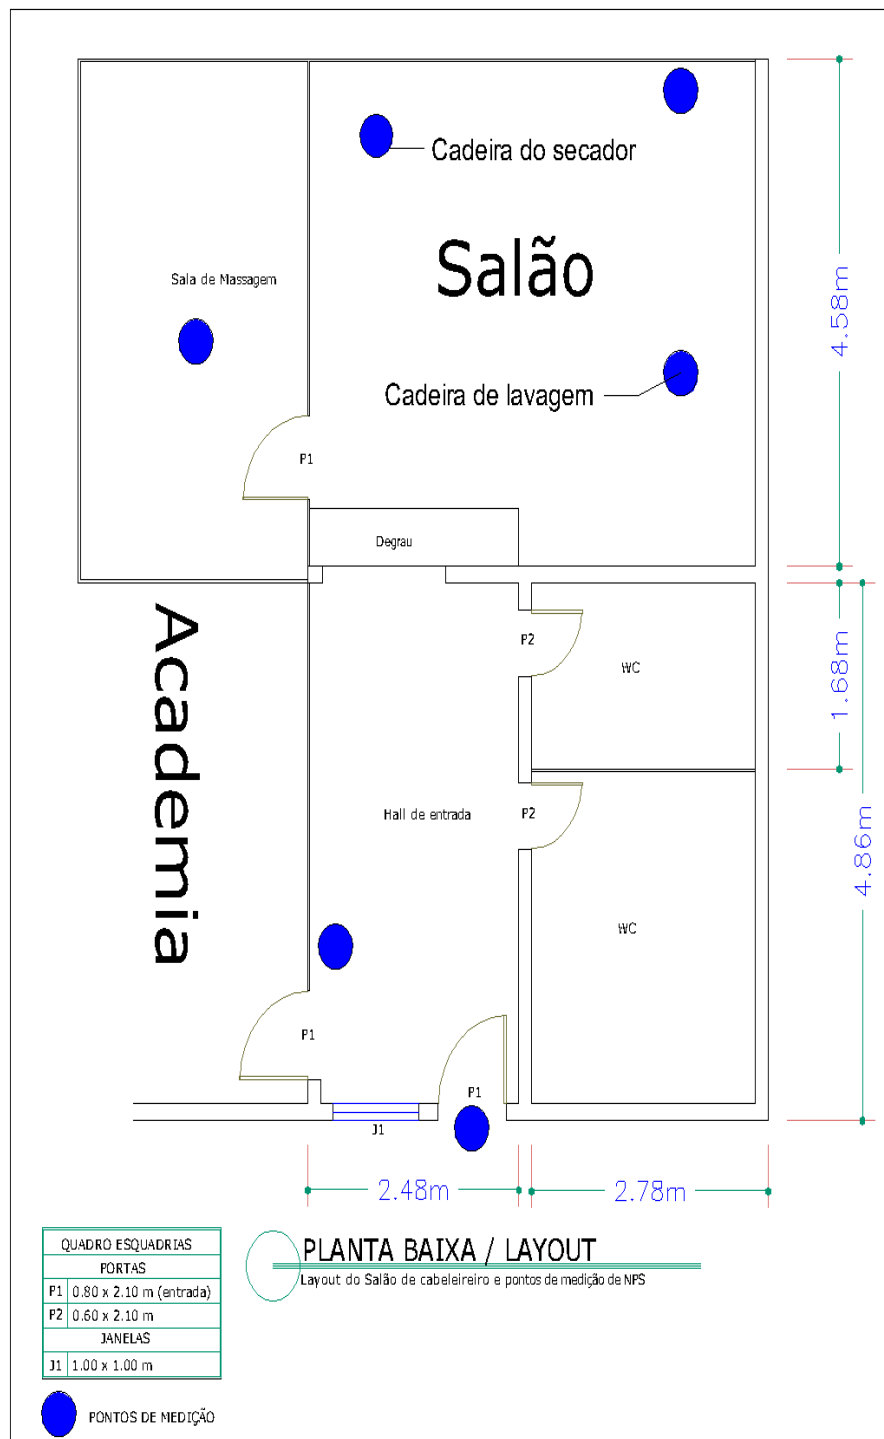 Cadeira do secador
Salão
Sala de Massagem
4.58m
Cadeira de lavagem
P1
Degrau
Academia
P2
WC
1.68m
Hall de entrada
P2
4.86m
WC
P1
P1
J1
2.48m
2.78m
QUADRO ESQUADRIAS
PORTAS
P1 0.80 x 2.10 m (entrada)
P2 0.60 x 2.10 m
JANELAS
J1 1.00 x 1.00 m
PLANTA BAIXA / LAYOUT
Layout do Salão de cabeleireiro e pontos de medição de NPS
PONTOS DE MEDIÇÃO